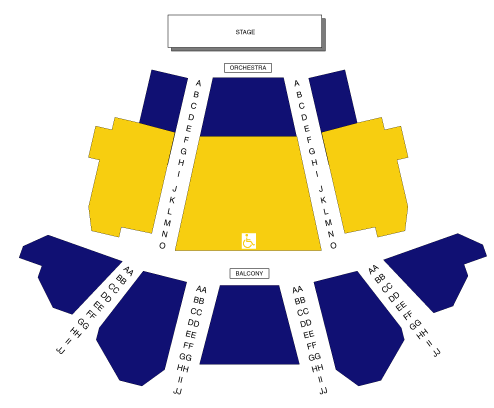 STAGE
ORCHESTRA
A A
B B
C C
D D
E E
F F
G G
H H
I I
J J
K K
L L
M M
N N
O O
BALCONY
AA AA AA AA
BB BB BB BB
CC CC CC CC
DD DD DD DD
EE EE EE EE
FF FF FF FF
GG GG GG GG
HH HH HH HH
II II II II
JJ JJ JJ JJ